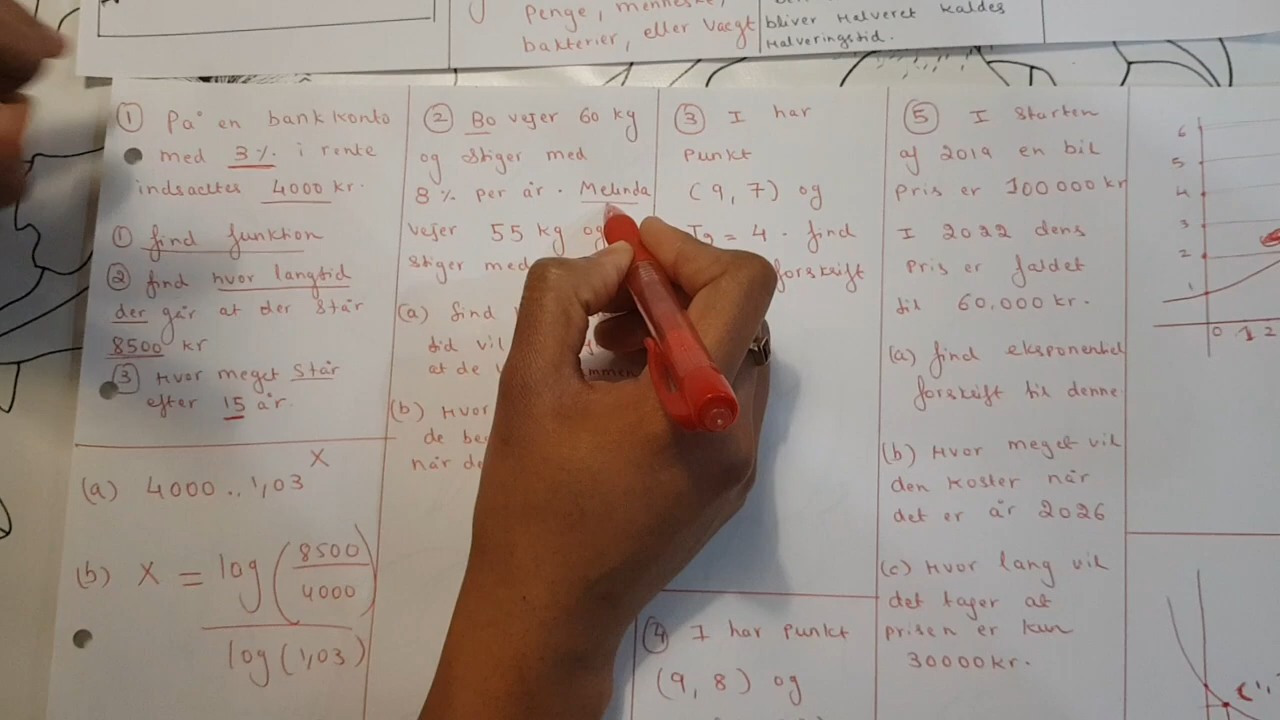 Penge, menneske,
bakterier, eller vægt
bliver Halveret kaldes
Halveringstid.
① På en bankkonto
med 3% i rente
indsættes 4000 kr.
① find funktion
② find hvor langtid
der går at der står
8500 kr
③ Hvor meget står
efter 15 år.
(a) 4000 . 1,03^x
(b) x = log(8500/4000) / log(1,03)
② Bo vejer 60 kg
og stiger med
8% per år. Melinda
vejer 55 kg og
stiger med
(a) find
tid vil
at de
mmen
(b) Hvor
de be
når de
③ I har
Punkt
(9, 7) og
T2 = 4. find
forskrift
④ I har Punkt
(9, 8) og
⑤ I starten
af 2019 en bil
Pris er 100000 kr
I 2022 dens
Pris er faldet
til 60.000 kr.
(a) find eksponentiel
forskrift til denne
(b) Hvor meget vil
den koster når
det er år 2026
(c) Hvor lang vil
det tager at
prisen er kun
30000 kr.
6
5
4
3
2
1
0 1 2